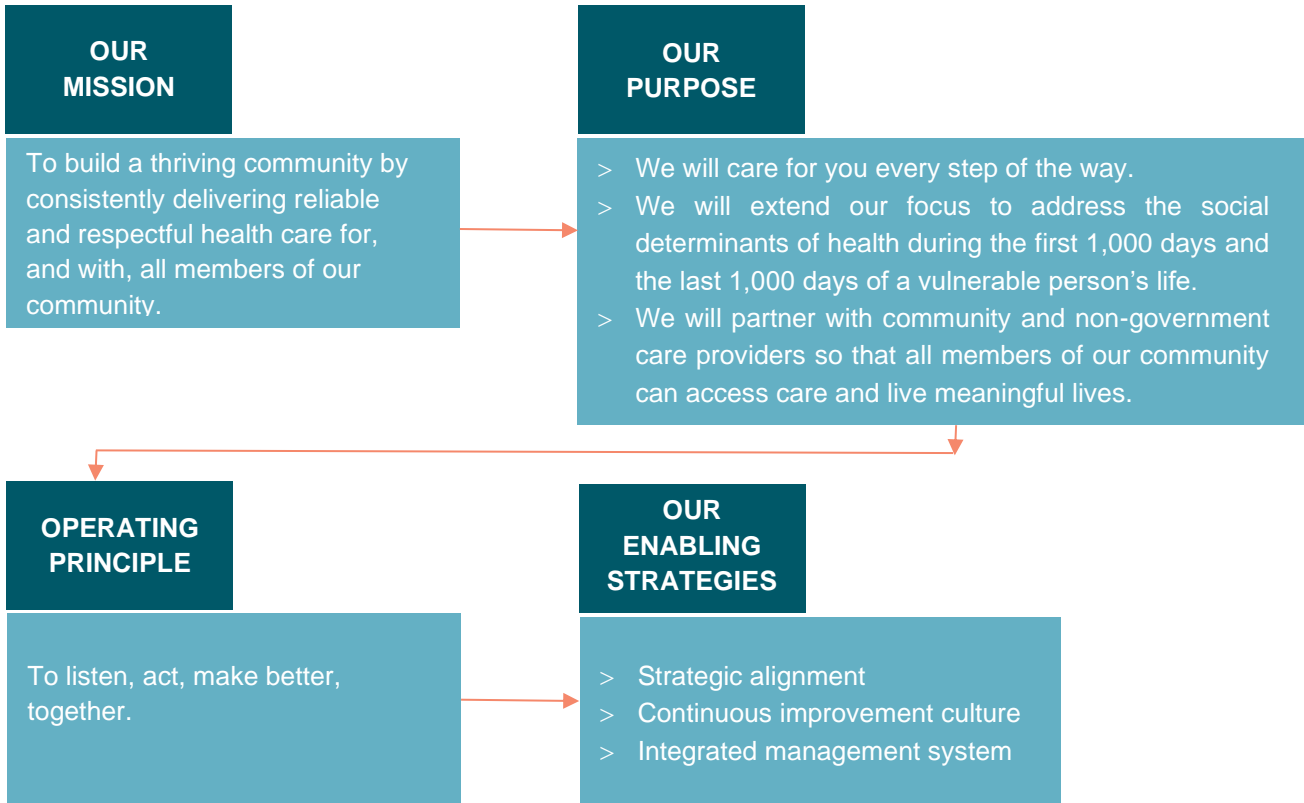 OUR
MISSION
To build a thriving community by
consistently delivering reliable
and respectful health care for,
and with, all members of our
community.
OUR
PURPOSE
> We will care for you every step of the way.
> We will extend our focus to address the social
determinants of health during the first 1,000 days and
the last 1,000 days of a vulnerable person’s life.
> We will partner with community and non-government
care providers so that all members of our community
can access care and live meaningful lives.
OPERATING
PRINCIPLE
To listen, act, make better,
together.
OUR
ENABLING
STRATEGIES
> Strategic alignment
> Continuous improvement culture
> Integrated management system